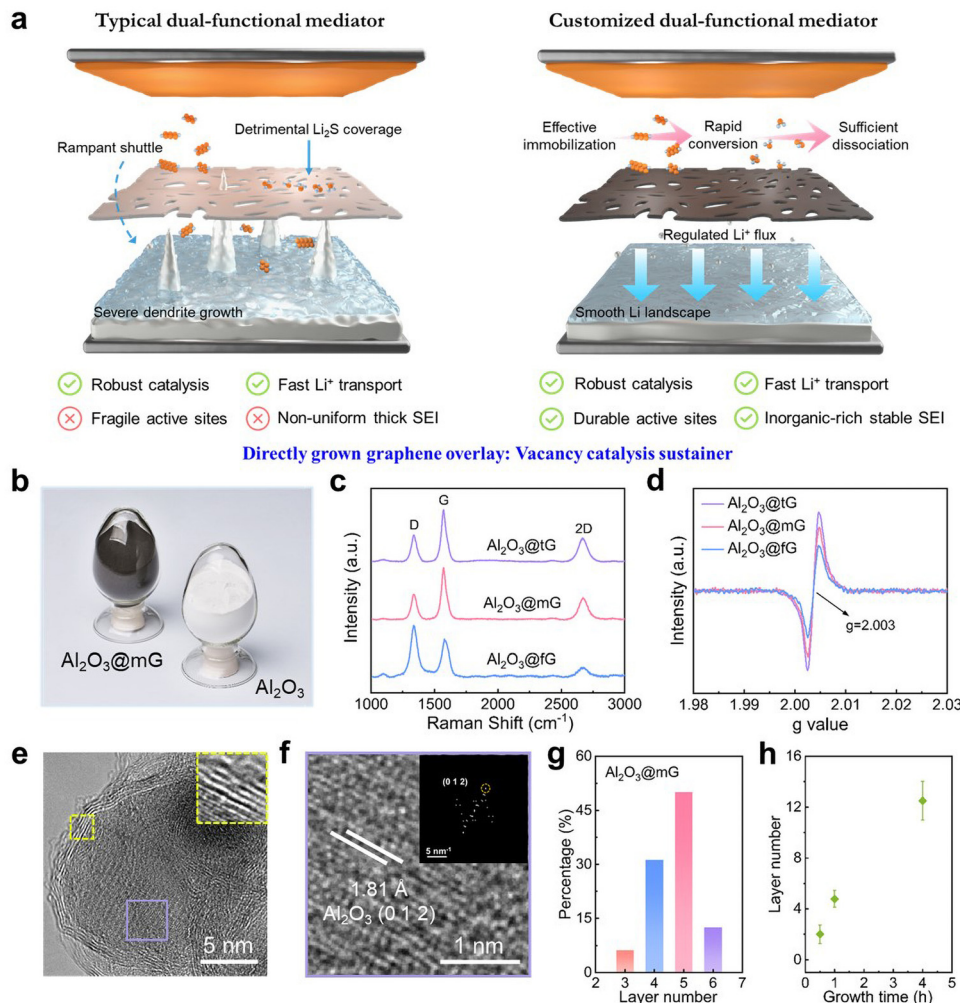 a
Typical dual-functional mediator
Customized dual-functional mediator
Detrimental Li₂S coverage
Rampant shuttle
Severe dendrite growth
Effective
immobilization
Rapid
conversion
Sufficient
dissociation
Regulated Li⁺ flux
Smooth Li landscape
Robust catalysis
Fast Li⁺ transport
Fragile active sites
Non-uniform thick SEI
Robust catalysis
Fast Li⁺ transport
Durable active sites
Inorganic-rich stable SEI
Directly grown graphene overlay: Vacancy catalysis sustainer
b
Al₂O₃@mG
Al₂O₃
c
D
G
2D
Al₂O₃@tG
Al₂O₃@mG
Al₂O₃@fG
Intensity (a.u.)
1000 1500 2000 2500 3000
Raman Shift (cm⁻¹)
d
Al₂O₃@tG
Al₂O₃@mG
Al₂O₃@fG
g=2.003
Intensity (a.u.)
1.98 1.99 2.00 2.01 2.02 2.03
g value
e
5 nm
f
(0 1 2)
5 nm⁻¹
1.81 Å
Al₂O₃ (0 1 2)
1 nm
g
Al₂O₃@mG
Percentage (%)
60
45
30
15
0
2 3 4 5 6 7
Layer number
h
Layer number
16
12
8
4
0
0 1 2 3 4 5
Growth time (h)